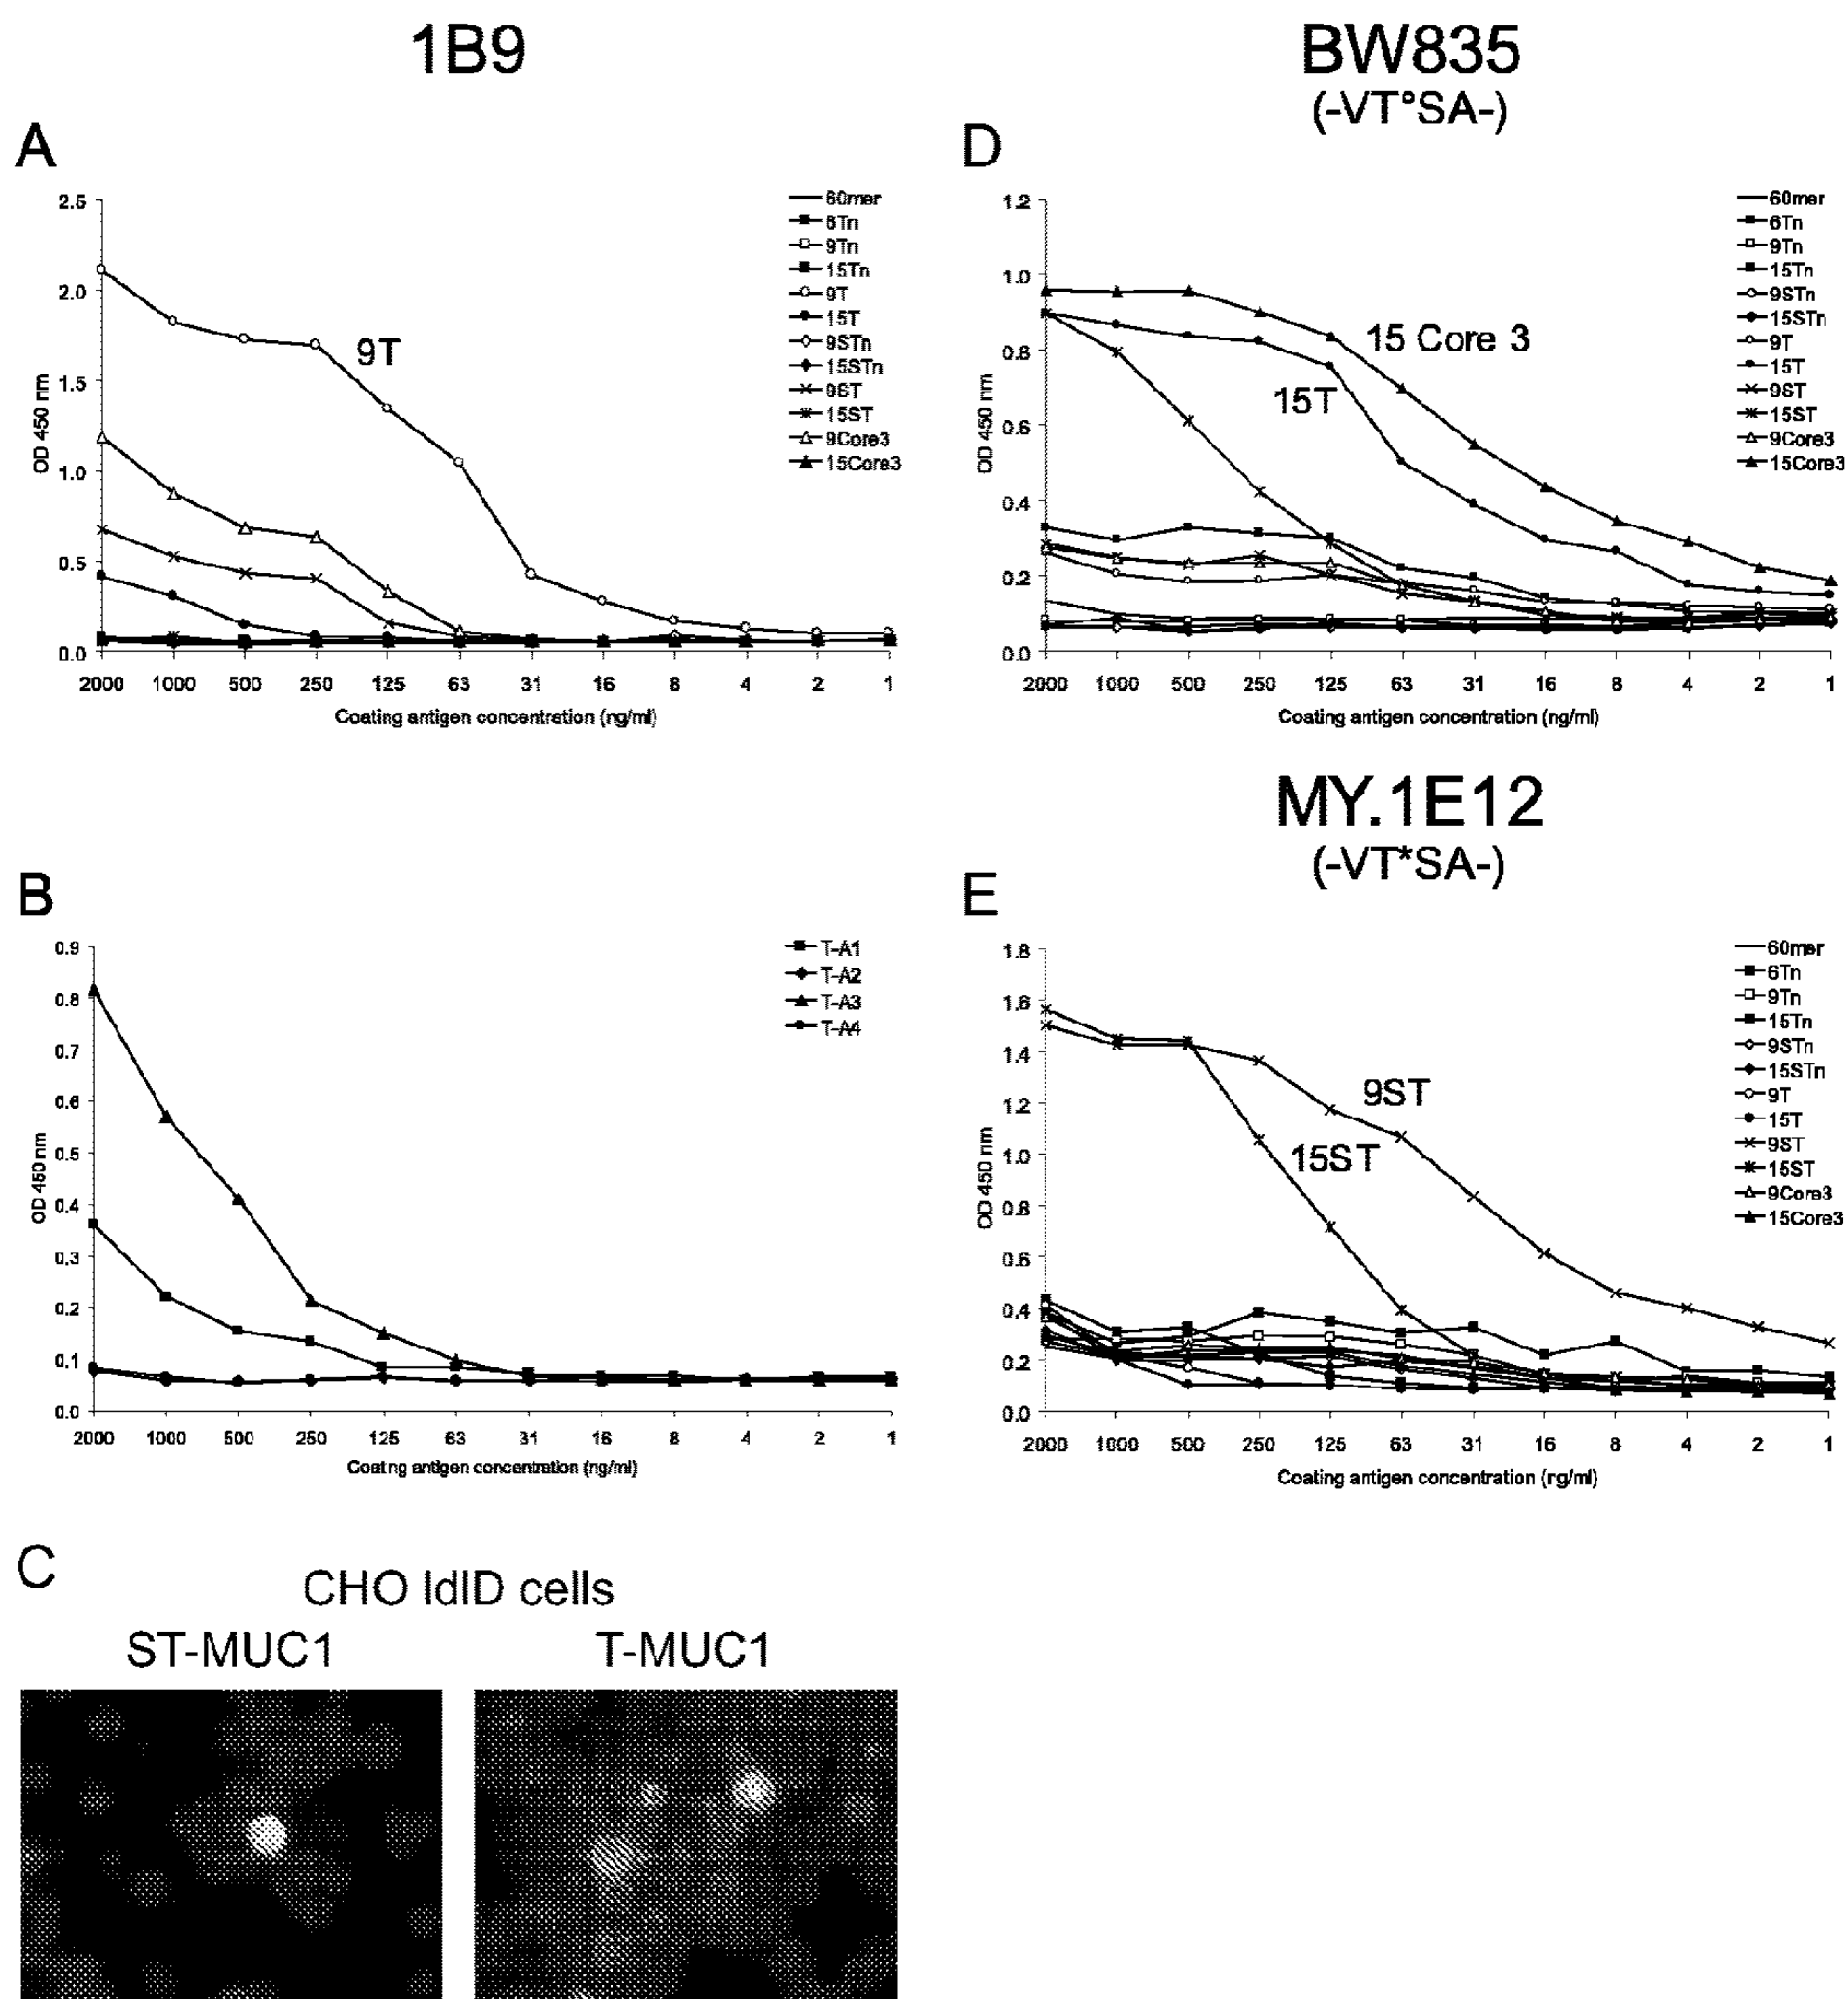 1B9
A
2.5
2.0
1.5
1.0
0.5
0.0
OD 450 nm
9T
2000 1000 500 250 125 63 31 16 8 4 2 1
Coating antigen concentration (ng/ml)
60mer
6Tn
9Tn
15Tn
9T
15T
9STn
15STn
9ST
15ST
9Core3
15Core3
B
0.9
0.8
0.7
0.6
0.5
0.4
0.3
0.2
0.1
0.0
OD 450 nm
2000 1000 500 250 125 63 31 16 8 4 2 1
Coating antigen concentration (ng/ml)
T-A1
T-A2
T-A3
T-A4
C
CHO ldlD cells
ST-MUC1 T-MUC1
BW835
(-VT°SA-)
D
1.2
1.0
0.8
0.6
0.4
0.2
0.0
OD 450 nm
15 Core 3
15T
2000 1000 500 250 125 63 31 16 8 4 2 1
Coating antigen concentration (ng/ml)
60mer
6Tn
9Tn
15Tn
9STn
15STn
9T
15T
9ST
15ST
9Core3
15Core3
MY.1E12
(-VT*SA-)
E
1.8
1.6
1.4
1.2
1.0
0.8
0.6
0.4
0.2
0.0
OD 450 nm
9ST
15ST
2000 1000 500 250 125 63 31 16 8 4 2 1
Coating antigen concentration (ng/ml)
60mer
6Tn
9Tn
15Tn
9STn
15STn
9T
15T
9ST
15ST
9Core3
15Core3